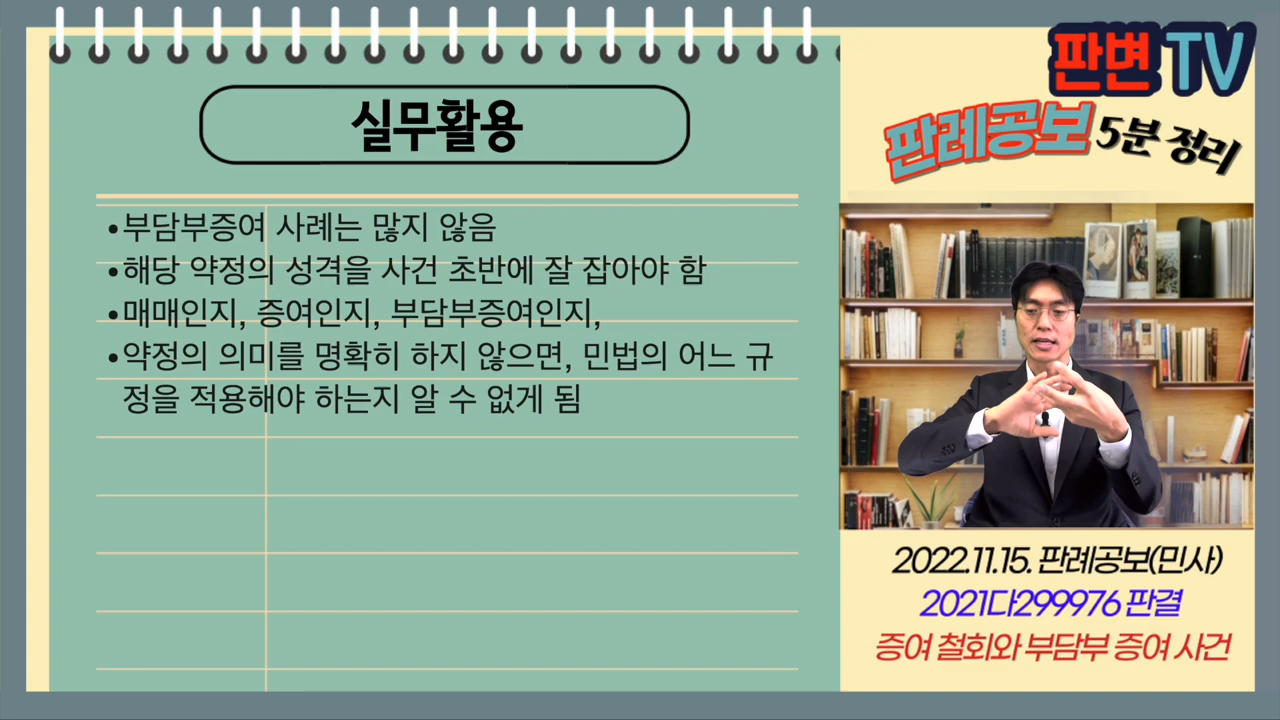 실무활용
•부담부증여 사례는 많지 않음
•해당 약정의 성격을 사건 초반에 잘 잡아야 함
•매매인지, 증여인지, 부담부증여인지,
•약정의 의미를 명확히 하지 않으면, 민법의 어느 규
정을 적용해야 하는지 알 수 없게 됨
판변 TV
판례공보 5분 정리
2022.11.15. 판례공보(민사)
2021다299976 판결
증여 철회와 부담부 증여 사건